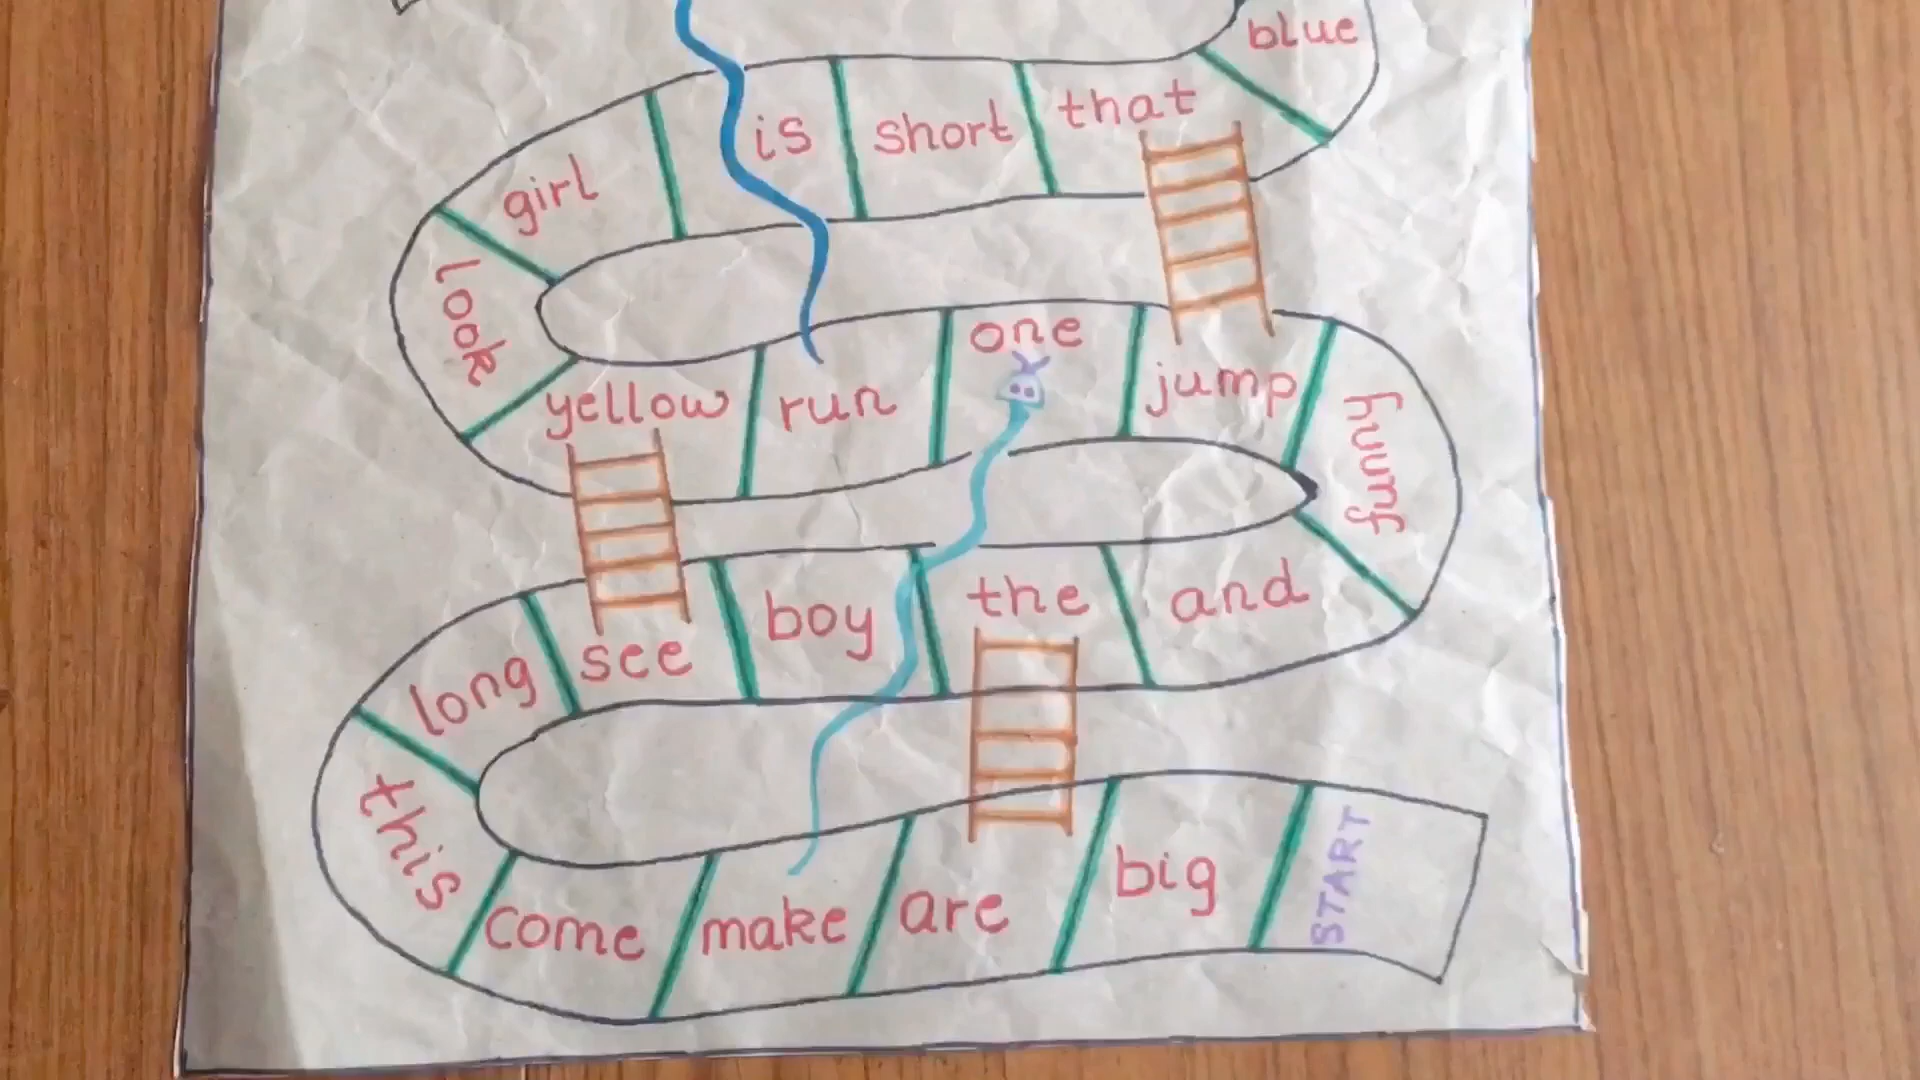 blue
is short that
girl
look
yellow run one jump
funny
boy the and
long see
this
come make are big START